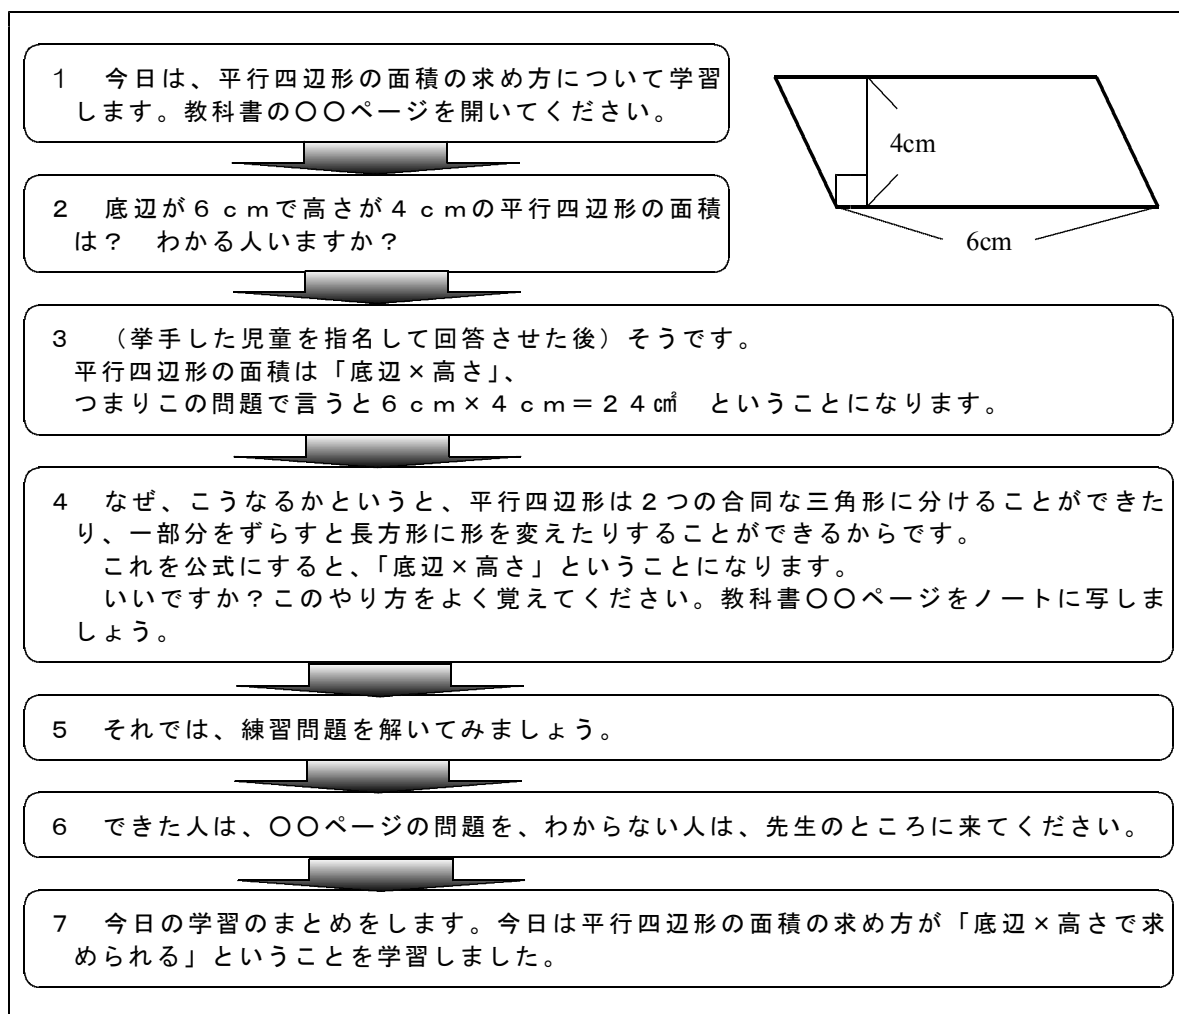 １　今日は、平行四辺形の面積の求め方について学習
します。教科書の〇〇ページを開いてください。
4cm
２　底辺が６ｃｍで高さが４ｃｍの平行四辺形の面積
は？　わかる人いますか？
6cm
３　（挙手した児童を指名して回答させた後）そうです。
平行四辺形の面積は「底辺×高さ」、
つまりこの問題で言うと６ｃｍ×４ｃｍ＝２４㎠　ということになります。
４　なぜ、こうなるかというと、平行四辺形は２つの合同な三角形に分けることができた
り、一部分をずらすと長方形に形を変えたりすることができるからです。
これを公式にすると、「底辺×高さ」ということになります。
いいですか？このやり方をよく覚えてください。教科書〇〇ページをノートに写しま
しょう。
５　それでは、練習問題を解いてみましょう。
６　できた人は、〇〇ページの問題を、わからない人は、先生のところに来てください。
７　今日の学習のまとめをします。今日は平行四辺形の面積の求め方が「底辺×高さで求
められる」ということを学習しました。